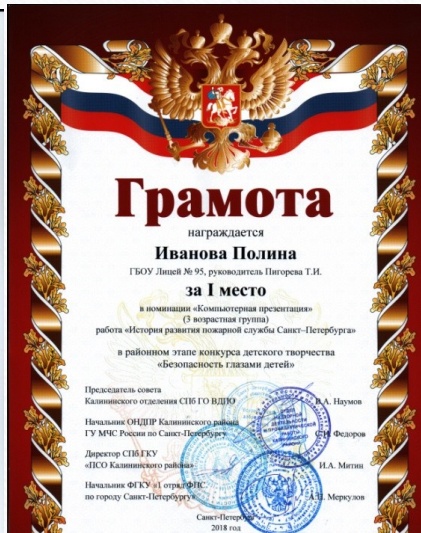 Грамота
награждается
Иванова Полина
ГБОУ Лицей № 95, руководитель Пигорева Т.И.
за I место
в номинации «Компьютерная презентация»
(3 возрастная группа)
работа «История развития пожарной службы Санкт–Петербурга»
в районном этапе конкурса детского творчества
«Безопасность глазами детей»
Председатель совета
Калининского отделения СПб ГО ВДПО В.А. Наумов
Начальник ОНДПР Калининского района
ГУ МЧС России по Санкт-Петербургу Федоров
Директор СПб ГКУ
«ПСО Калининского района» И.А. Митин
Начальник ФГКУ «1 отряд ФПС
по городу Санкт-Петербургу» Меркулов
Санкт-Петербург
2018 год